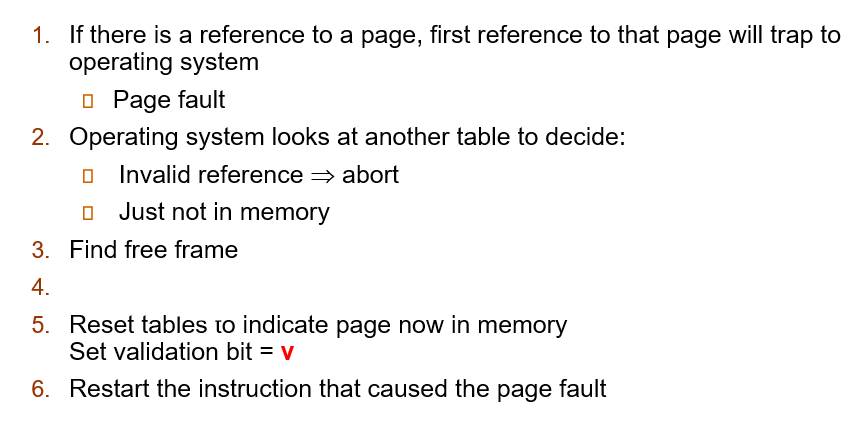 1. If there is a reference to a page, first reference to that page will trap to
operating system
Page fault
2. Operating system looks at another table to decide:
Invalid reference ⇒ abort
Just not in memory
3. Find free frame
4.
5. Reset tables to indicate page now in memory
Set validation bit = v
6. Restart the instruction that caused the page fault